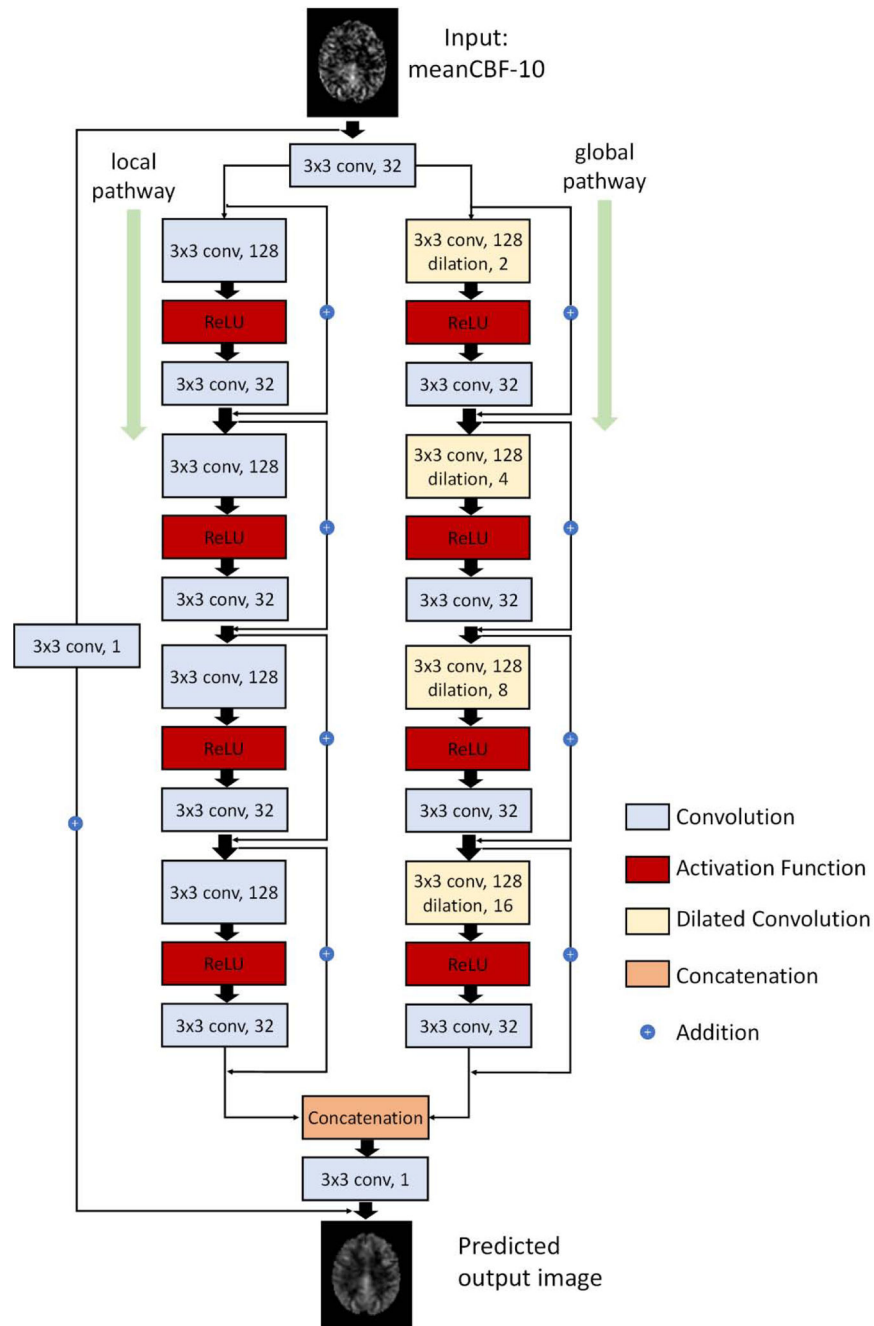 Input:
meanCBF-10
3x3 conv, 32
local
pathway
global
pathway
3x3 conv, 128
ReLU
3x3 conv, 32
3x3 conv, 128
ReLU
3x3 conv, 32
3x3 conv, 128
ReLU
3x3 conv, 32
3x3 conv, 128
ReLU
3x3 conv, 32
3x3 conv, 128
dilation, 2
ReLU
3x3 conv, 32
3x3 conv, 128
dilation, 4
ReLU
3x3 conv, 32
3x3 conv, 128
dilation, 8
ReLU
3x3 conv, 32
3x3 conv, 128
dilation, 16
ReLU
3x3 conv, 32
3x3 conv, 1
Concatenation
3x3 conv, 1
Predicted
output image
Convolution
Activation Function
Dilated Convolution
Concatenation
Addition